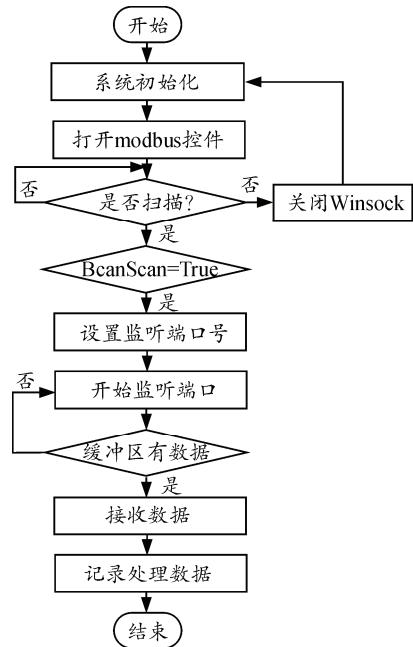 开始
系统初始化
打开modbus控件
否
是否扫描?
否
关闭Winsock
是
BcanScan=True
是
设置监听端口号
否
开始监听端口
缓冲区有数据
是
接收数据
记录处理数据
结束